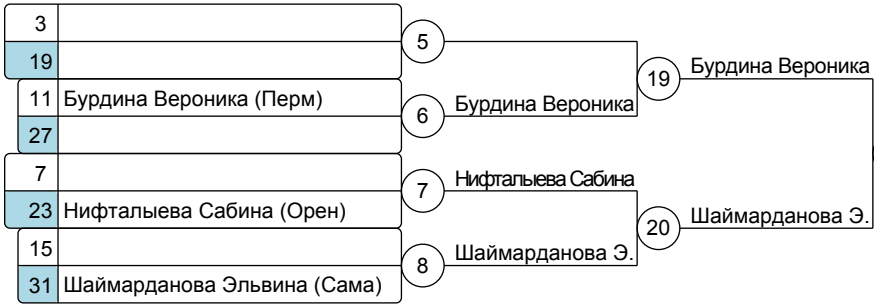 3
19
5
11 Бурдина Вероника (Перм)
27
6
Бурдина Вероника
19
Бурдина Вероника
7
23 Нифталыева Сабина (Орен)
7
Нифталыева Сабина
15
31 Шаймарданова Эльвина (Сама)
8
Шаймарданова Э.
20
Шаймарданова Э.